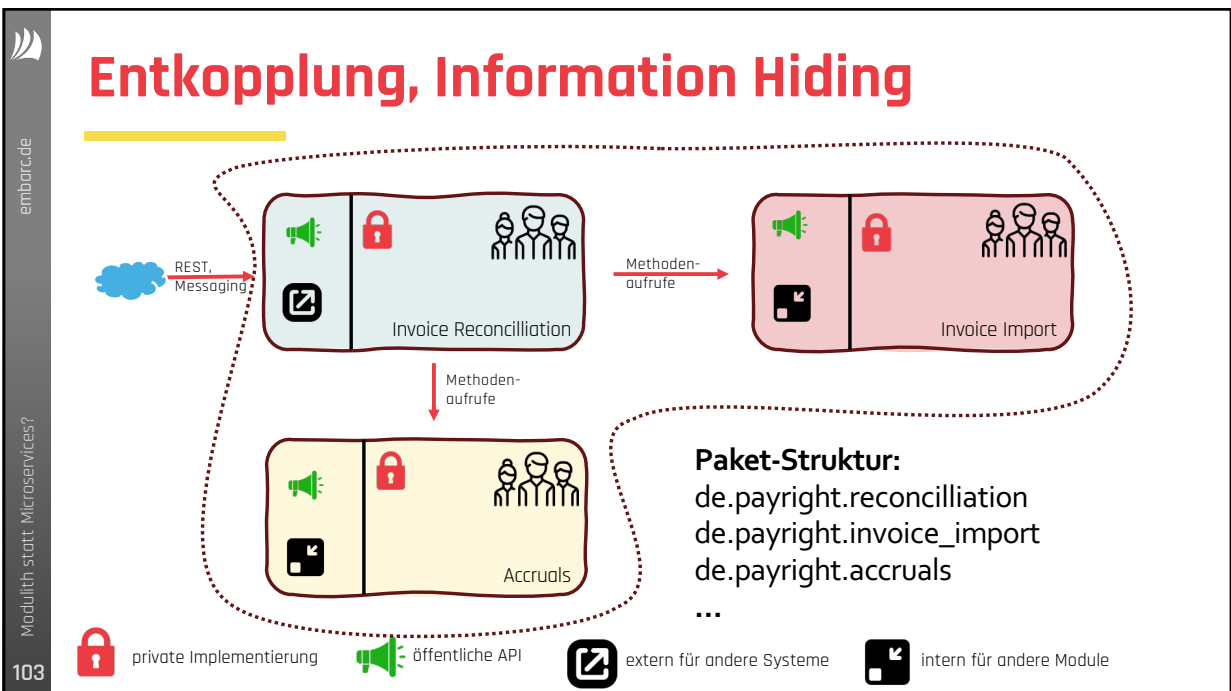 Entkopplung, Information Hiding
embarc.de
Modulith statt Microservices?
103
REST,
Messaging
Invoice Reconcilliation
Methoden-
aufrufe
Invoice Import
Methoden-
aufrufe
Accruals
Paket-Struktur:
de.payright.reconcilliation
de.payright.invoice_import
de.payright.accruals
...
private Implementierung
öffentliche API
extern für andere Systeme
intern für andere Module